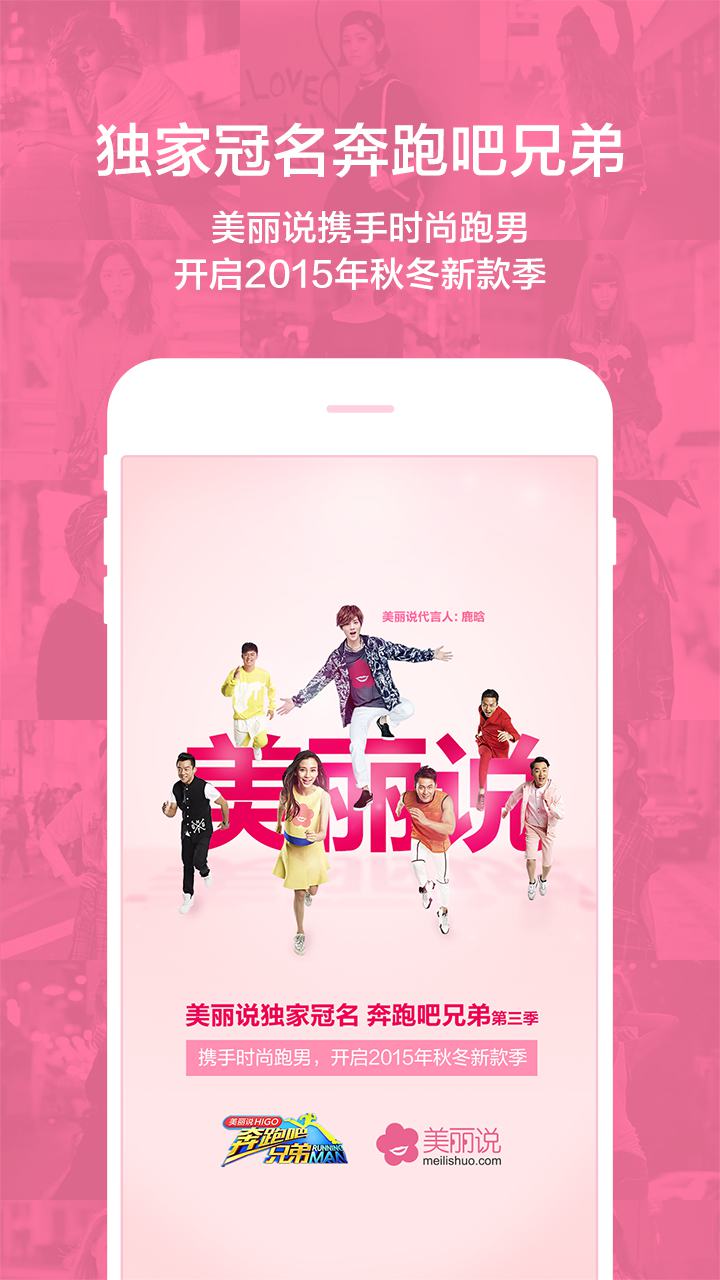 LOVE
独家冠名奔跑吧兄弟
美丽说携手时尚跑男
开启2015年秋冬新款季
BOY
美丽说代言人：鹿晗
美丽说
美丽说独家冠名 奔跑吧兄弟第三季
携手时尚跑男，开启2015年秋冬新款季
美丽说HIGO
奔跑吧
兄弟
RUNNING
MAN
美丽说
meilishuo.com